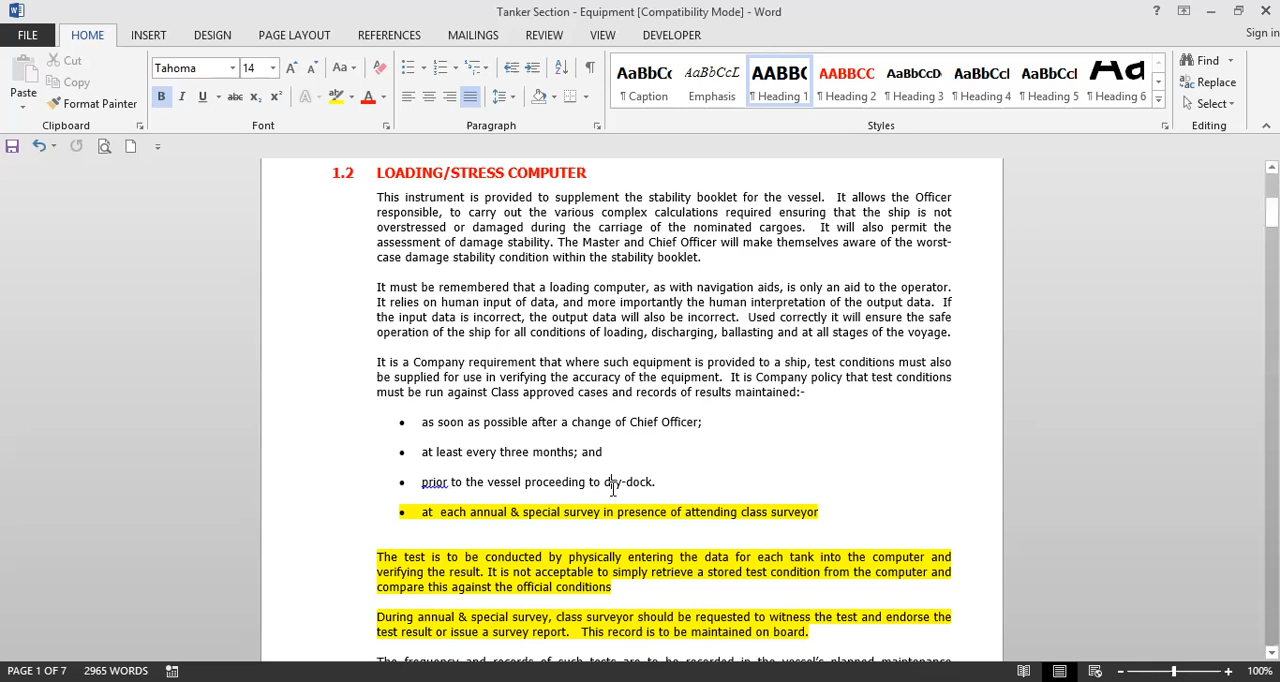 Tanker Section - Equipment [Compatibility Mode] - Word
Sign in
FILE HOME INSERT DESIGN PAGE LAYOUT REFERENCES MAILINGS REVIEW VIEW DEVELOPER
Paste
Cut
Copy
Format Painter
Clipboard
Tahoma 14
Font
Paragraph
AaBbCc AaBbCcL AABBC AABBCC AaBbCcD AaBbCcl AaBbCcl Aa
¶ Caption Emphasis ¶ Heading 1 ¶ Heading 2 ¶ Heading 3 ¶ Heading 4 ¶ Heading 5 ¶ Heading 6
Styles
Find
Replace
Select
Editing
1.2 LOADING/STRESS COMPUTER
This instrument is provided to supplement the stability booklet for the vessel. It allows the Officer
responsible, to carry out the various complex calculations required ensuring that the ship is not
overstressed or damaged during the carriage of the nominated cargoes. It will also permit the
assessment of damage stability. The Master and Chief Officer will make themselves aware of the worst-
case damage stability condition within the stability booklet.
It must be remembered that a loading computer, as with navigation aids, is only an aid to the operator.
It relies on human input of data, and more importantly the human interpretation of the output data. If
the input data is incorrect, the output data will also be incorrect. Used correctly it will ensure the safe
operation of the ship for all conditions of loading, discharging, ballasting and at all stages of the voyage.
It is a Company requirement that where such equipment is provided to a ship, test conditions must also
be supplied for use in verifying the accuracy of the equipment. It is Company policy that test conditions
must be run against Class approved cases and records of results maintained:-
• as soon as possible after a change of Chief Officer;
• at least every three months; and
• prior to the vessel proceeding to dry-dock.
• at each annual & special survey in presence of attending class surveyor
The test is to be conducted by physically entering the data for each tank into the computer and
verifying the result. It is not acceptable to simply retrieve a stored test condition from the computer and
compare this against the official conditions
During annual & special survey, class surveyor should be requested to witness the test and endorse the
test result or issue a survey report. This record is to be maintained on board.
The frequency and records of such tests are to be recorded in the vessel's planned maintenance
PAGE 1 OF 7 2965 WORDS
100%